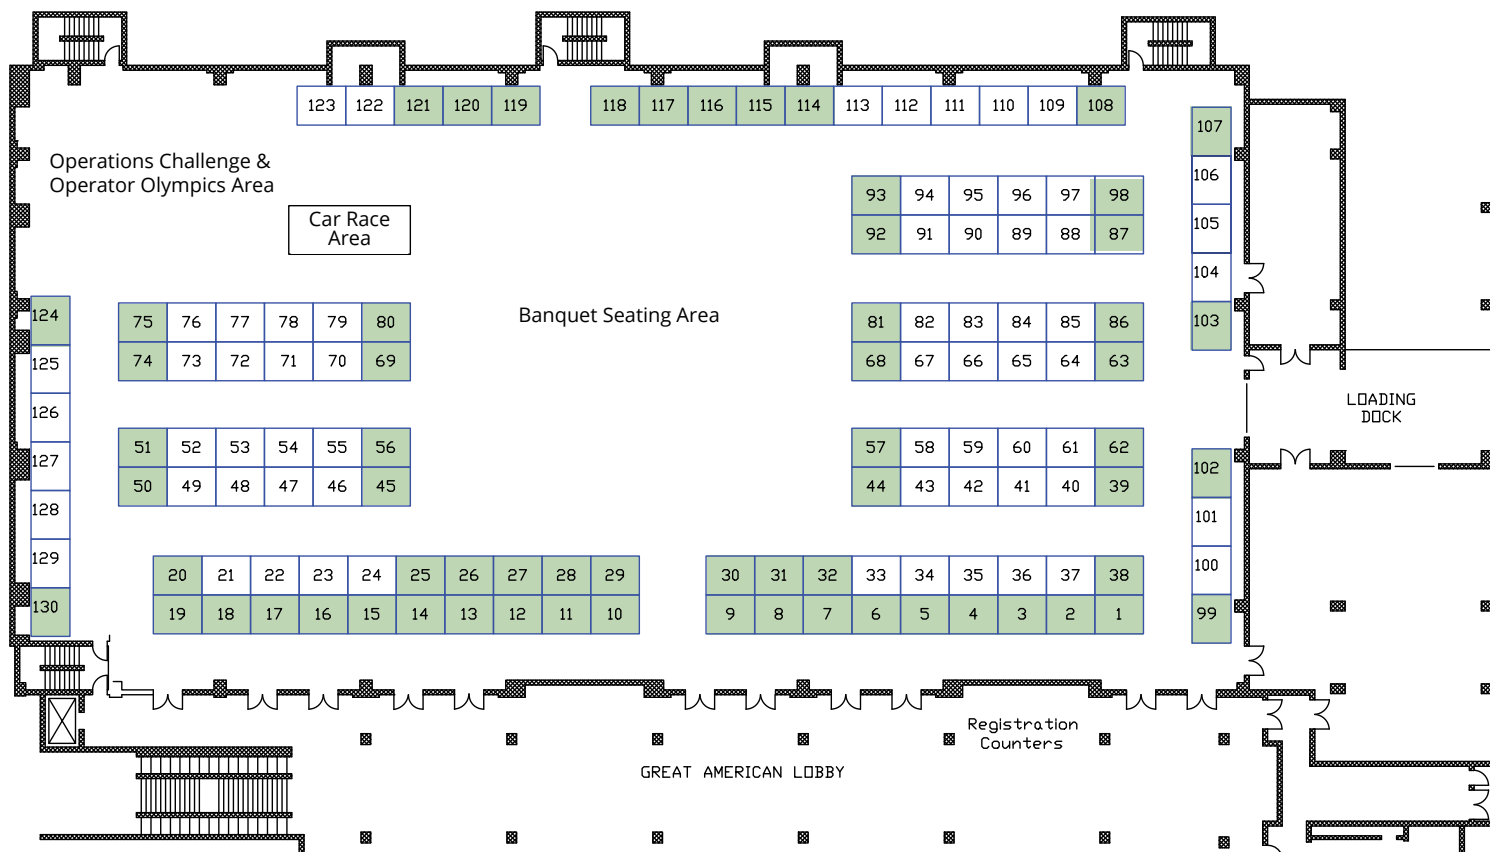 123 122 121 120 119 118 117 116 115 114 113 112 111 110 109 108
107
106
105
104
103
Operations Challenge &
Operator Olympics Area
Car Race
Area
93 94 95 96 97 98
92 91 90 89 88 87
Banquet Seating Area
124
125
126
127
128
129
130
75 76 77 78 79 80
74 73 72 71 70 69
81 82 83 84 85 86
68 67 66 65 64 63
LOADING
DOCK
51 52 53 54 55 56
50 49 48 47 46 45
57 58 59 60 61 62
44 43 42 41 40 39
102
101
100
99
20 21 22 23 24 25 26 27 28 29
19 18 17 16 15 14 13 12 11 10
30 31 32 33 34 35 36 37 38
9 8 7 6 5 4 3 2 1
Registration
Counters
GREAT AMERICAN LOBBY